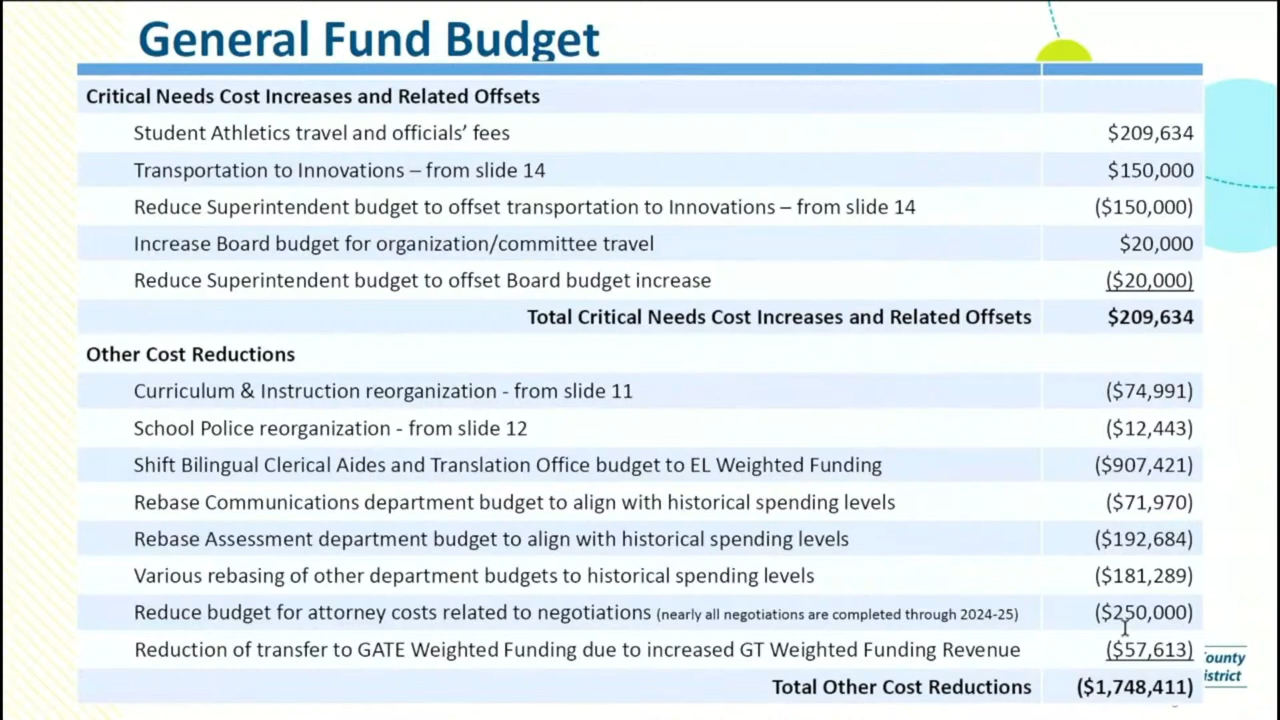 General Fund Budget
Critical Needs Cost Increases and Related Offsets
Student Athletics travel and officials’ fees $209,634
Transportation to Innovations – from slide 14 $150,000
Reduce Superintendent budget to offset transportation to Innovations – from slide 14 ($150,000)
Increase Board budget for organization/committee travel $20,000
Reduce Superintendent budget to offset Board budget increase ($20,000)
Total Critical Needs Cost Increases and Related Offsets $209,634
Other Cost Reductions
Curriculum & Instruction reorganization - from slide 11 ($74,991)
School Police reorganization - from slide 12 ($12,443)
Shift Bilingual Clerical Aides and Translation Office budget to EL Weighted Funding ($907,421)
Rebase Communications department budget to align with historical spending levels ($71,970)
Rebase Assessment department budget to align with historical spending levels ($192,684)
Various rebasing of other department budgets to historical spending levels ($181,289)
Reduce budget for attorney costs related to negotiations (nearly all negotiations are completed through 2024-25) ($250,000)
Reduction of transfer to GATE Weighted Funding due to increased GT Weighted Funding Revenue ($57,613)
Total Other Cost Reductions ($1,748,411)
ounty
istrict